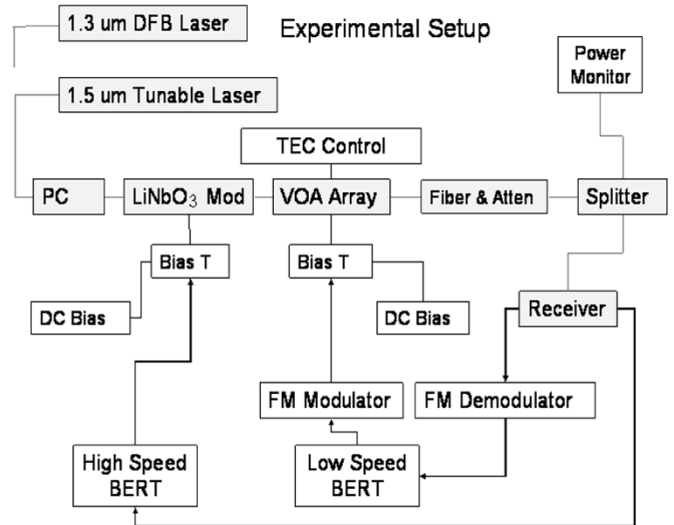 1.3 um DFB Laser
Experimental Setup
Power
Monitor
1.5 um Tunable Laser
TEC Control
PC
LiNbO₃ Mod
VOA Array
Fiber & Atten
Splitter
Bias T
Bias T
DC Bias
DC Bias
Receiver
FM Modulator
FM Demodulator
High Speed
BERT
Low Speed
BERT